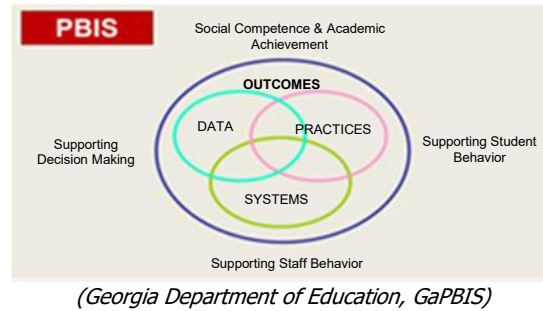 PBIS
Social Competence & Academic
Achievement
OUTCOMES
DATA
PRACTICES
Supporting
Decision Making
Supporting Student
Behavior
SYSTEMS
Supporting Staff Behavior
(Georgia Department of Education, GaPBIS)